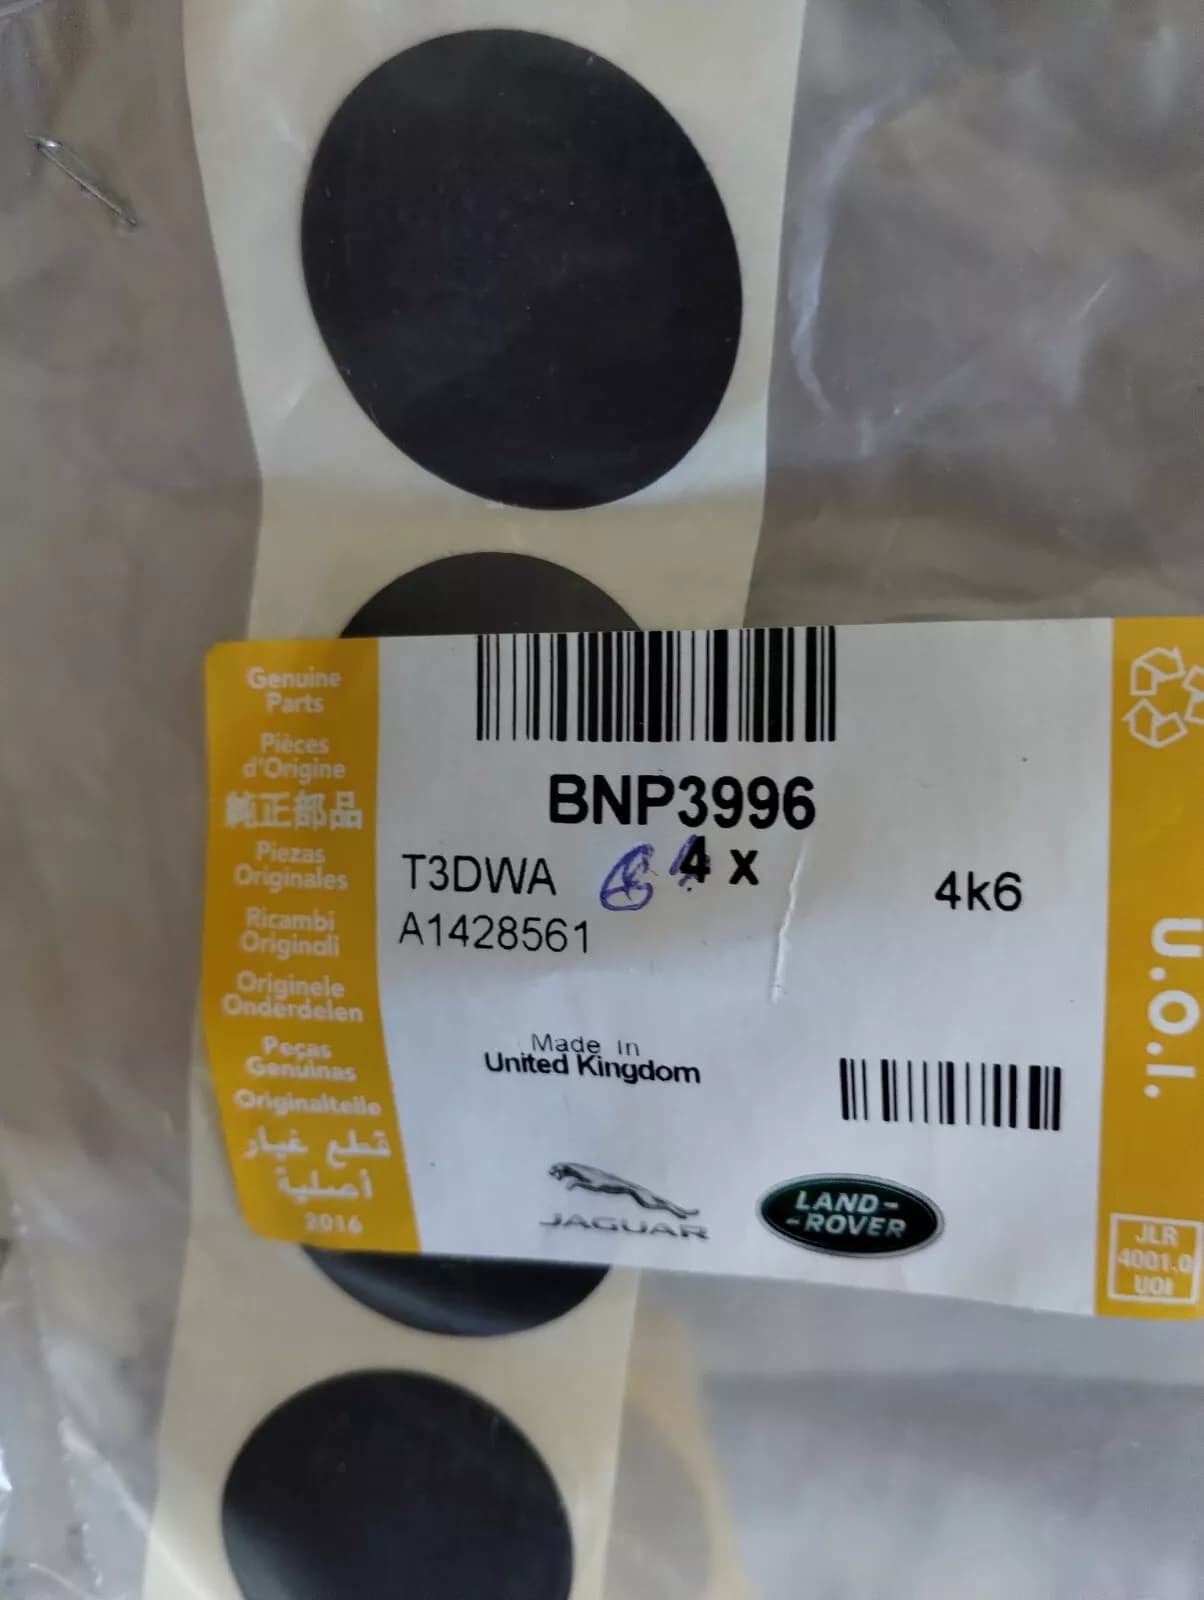 Genuine
Parts
Pièces
d'Origine
純正部品
Piezas
Originales
Ricambi
Originali
Originele
Onderdelen
Peças
Genuínas
Originalteile
قطع غيار
أصلية
2016
BNP3996
T3DWA
4 x
4k6
A1428561
Made in
United Kingdom
JAGUAR
LAND-
-ROVER
U.O.I.
JLR
4001.0
UOI